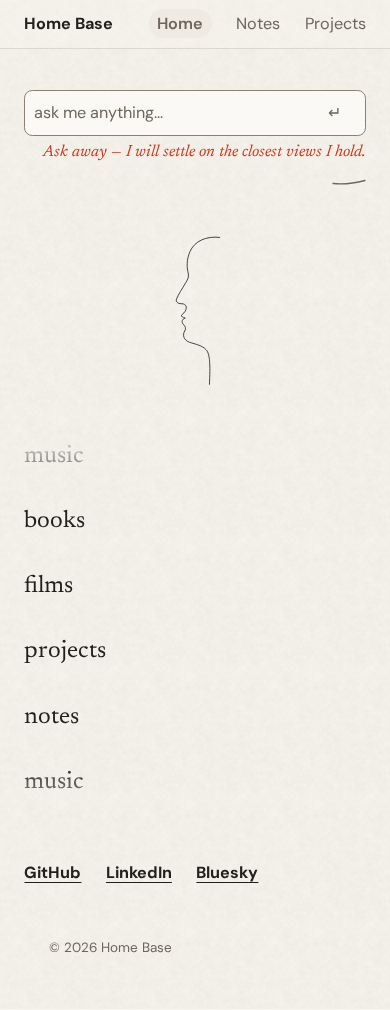 Home Base Home Notes Projects
ask me anything... ↵
Ask away — I will settle on the closest views I hold.
music
books
films
projects
notes
music
GitHub LinkedIn Bluesky
© 2026 Home Base